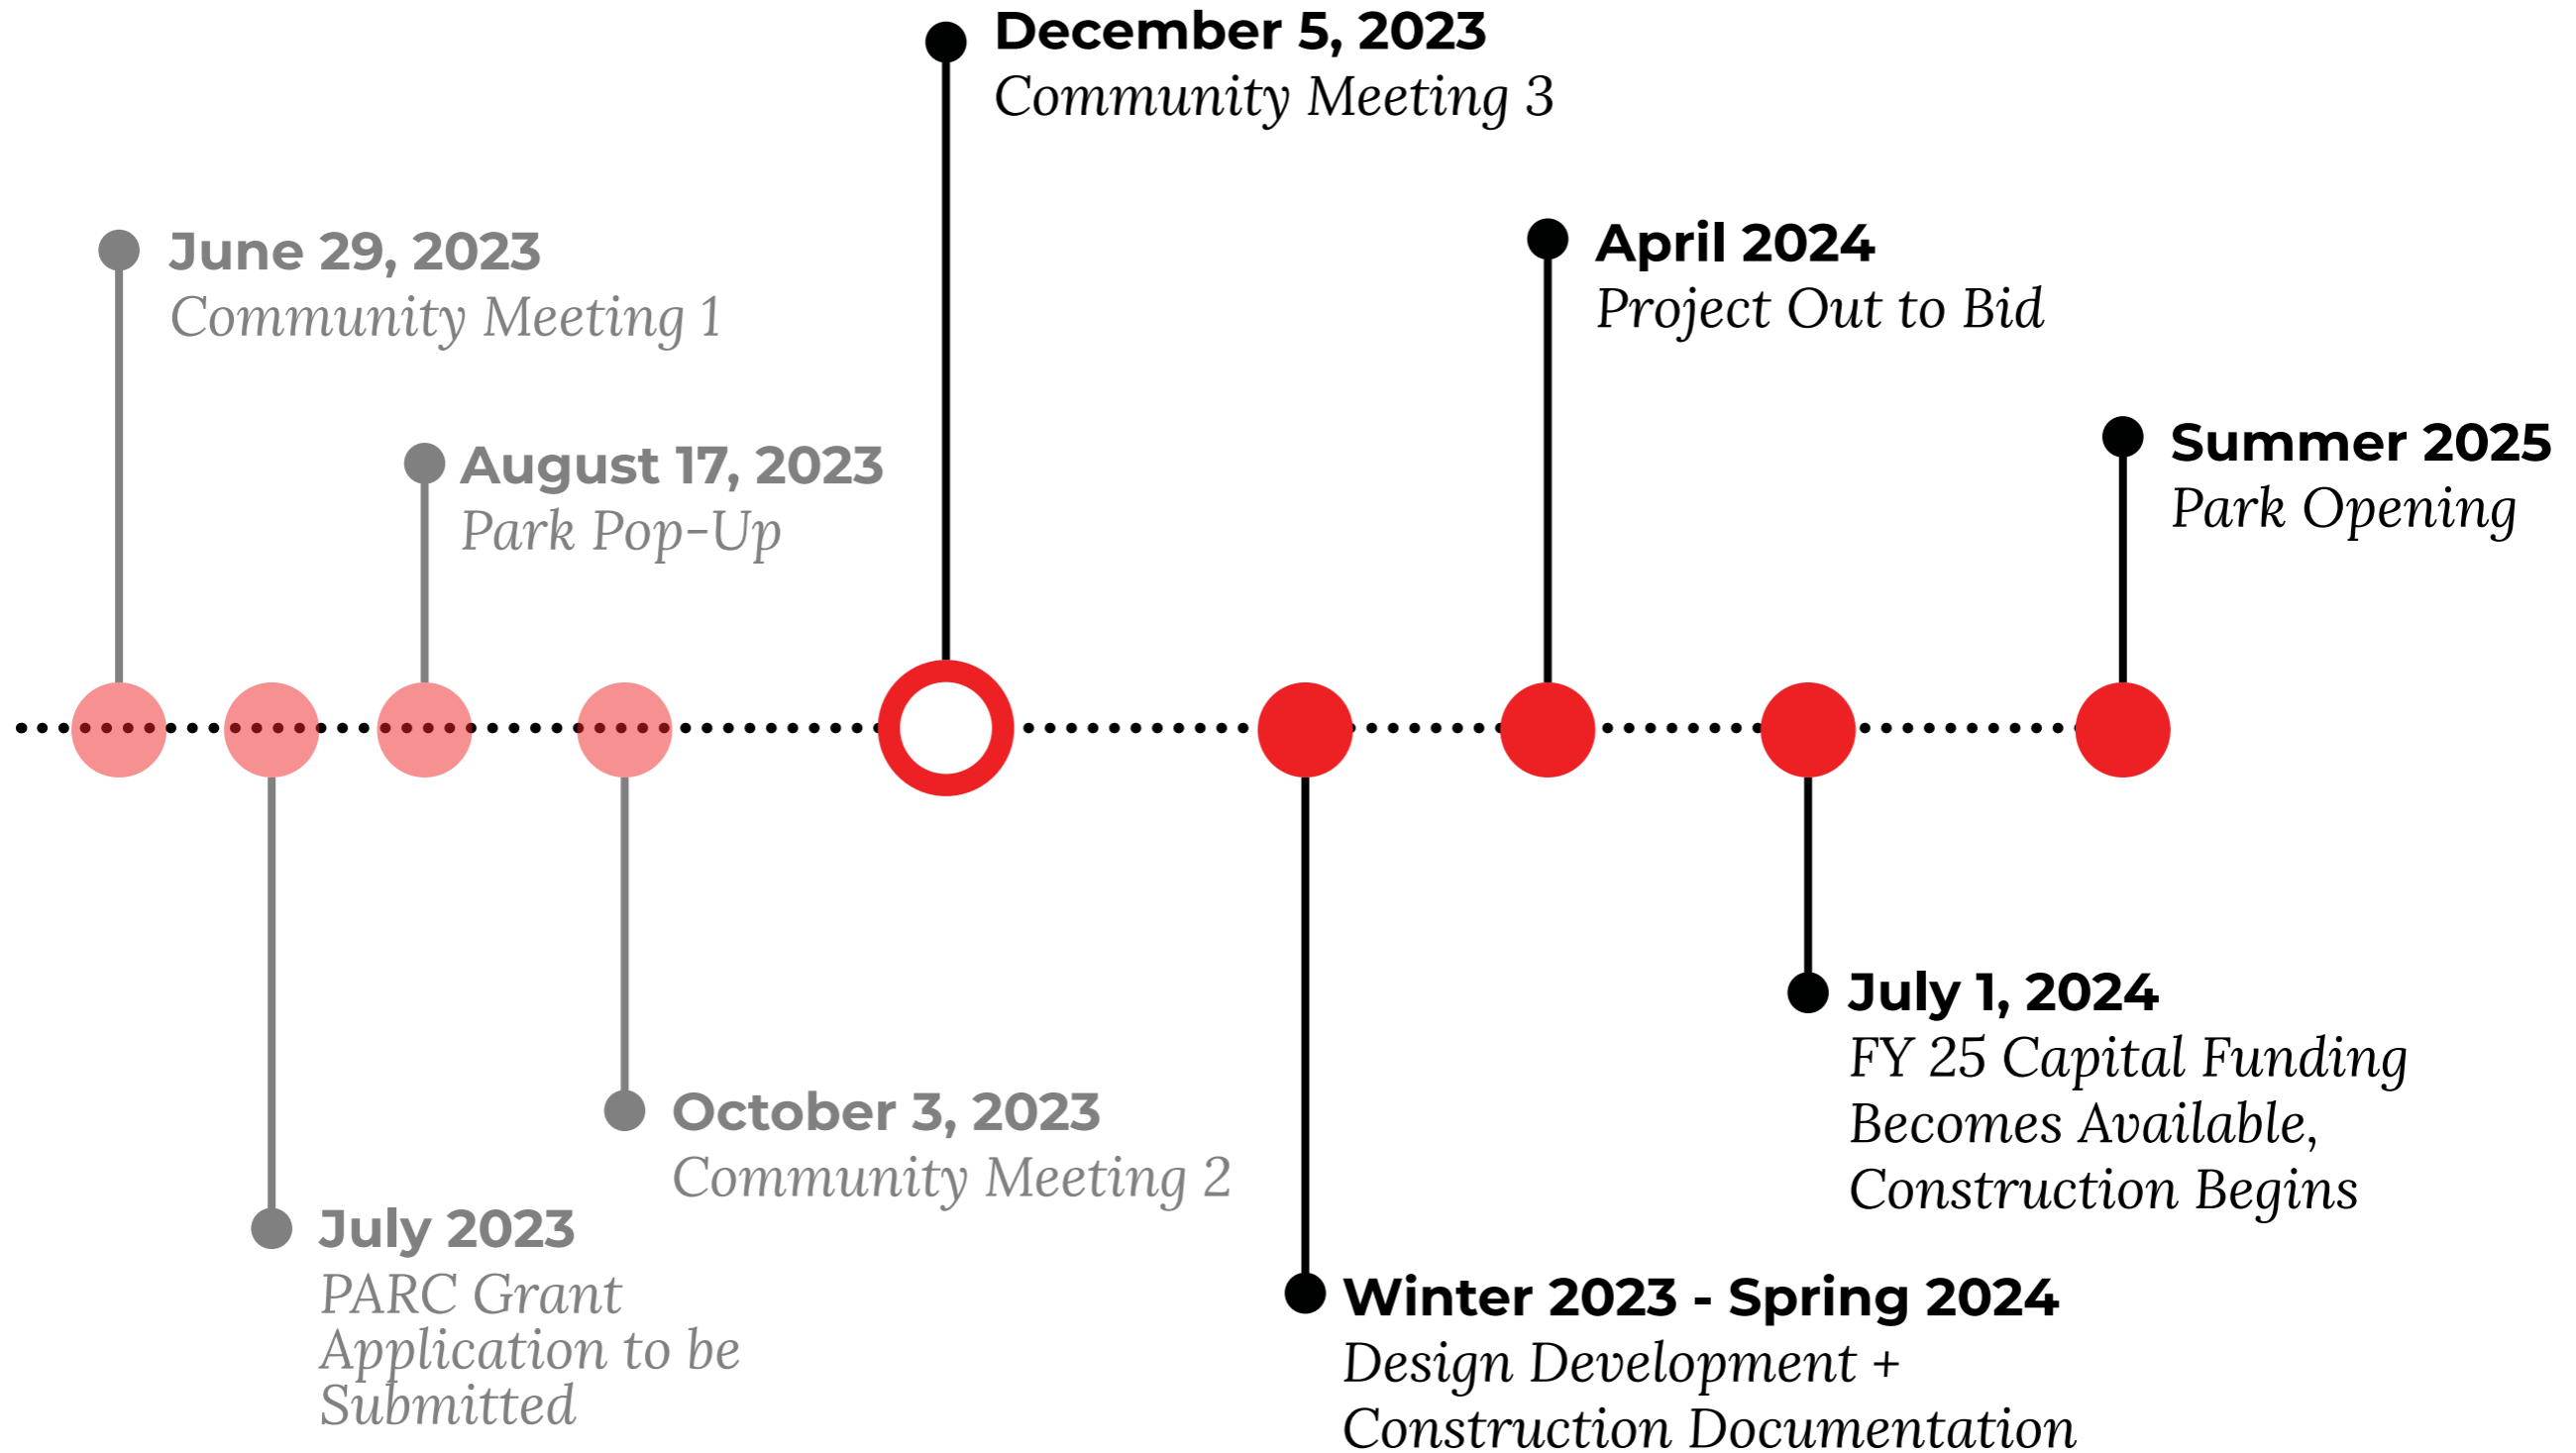 December 5, 2023
Community Meeting 3
June 29, 2023
Community Meeting 1
April 2024
Project Out to Bid
August 17, 2023
Park Pop-Up
Summer 2025
Park Opening
July 1, 2024
FY 25 Capital Funding
Becomes Available,
Construction Begins
October 3, 2023
Community Meeting 2
July 2023
PARC Grant
Application to be
Submitted
Winter 2023 - Spring 2024
Design Development +
Construction Documentation